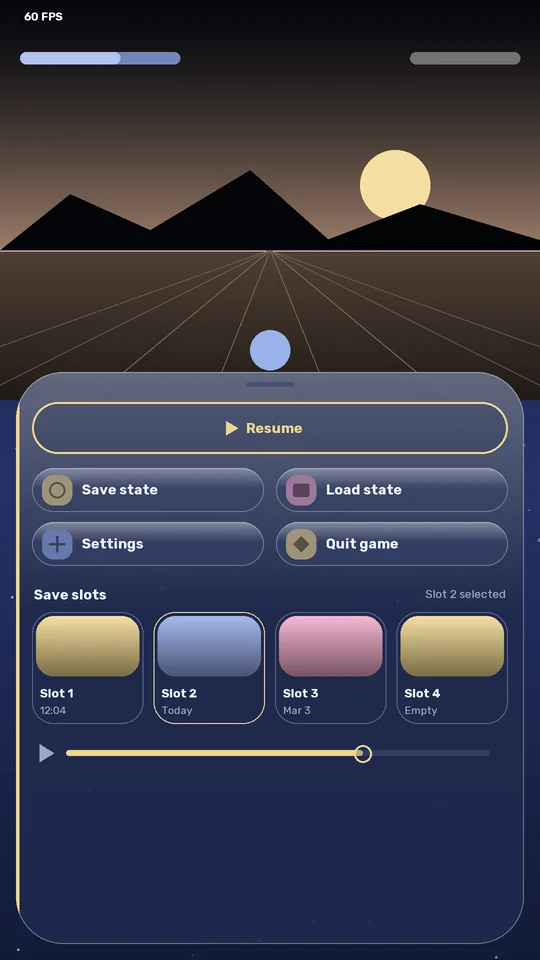 60 FPS
Resume
Save state
Load state
Settings
Quit game
Save slots
Slot 2 selected
Slot 1
12:04
Slot 2
Today
Slot 3
Mar 3
Slot 4
Empty